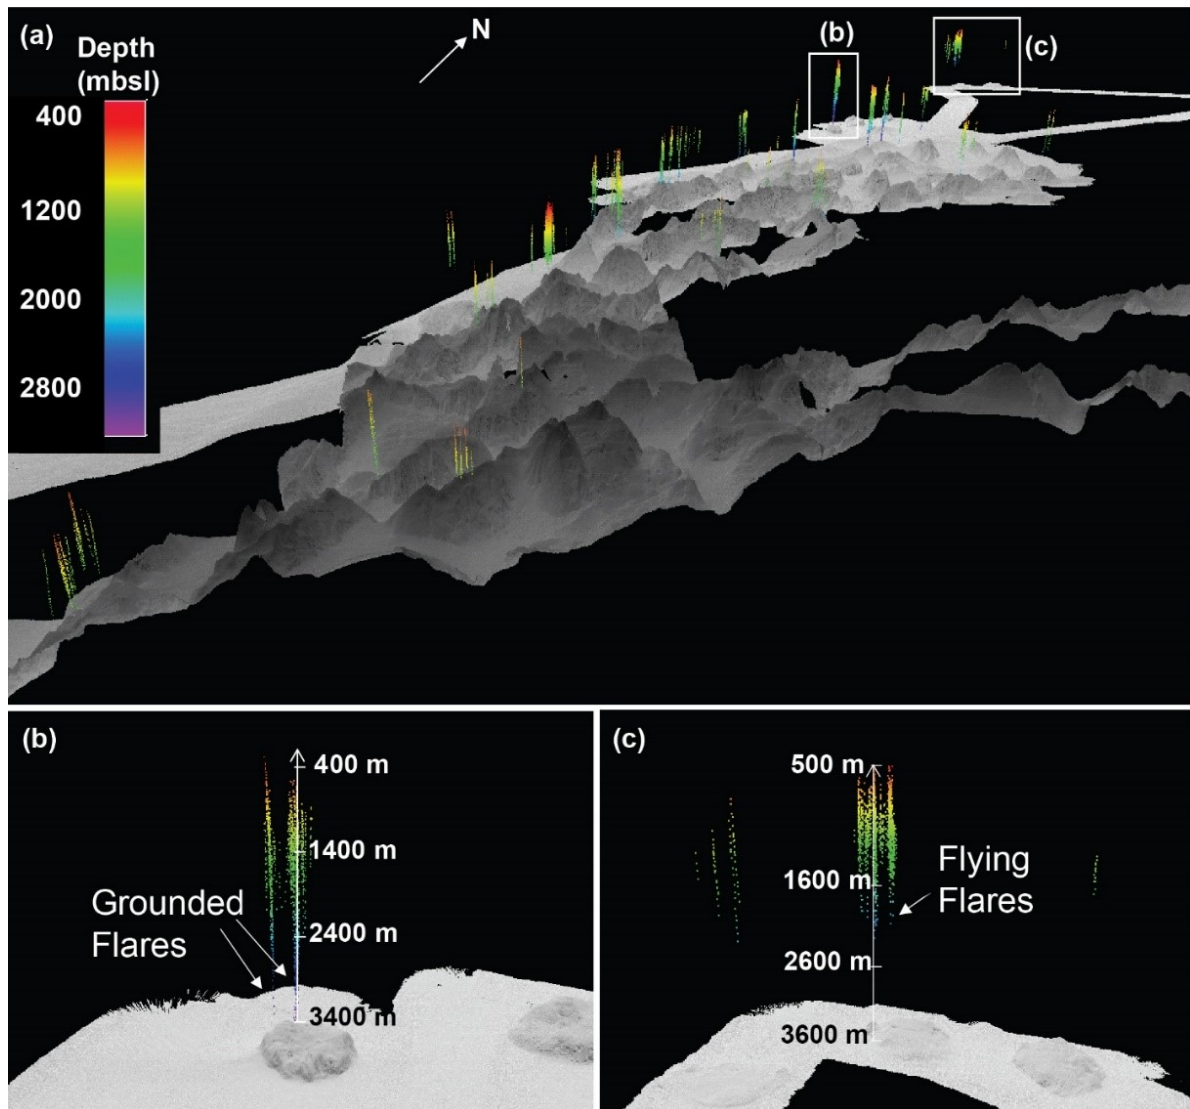 (a)
Depth
(mbsl)
400
1200
2000
2800
N
(b)
(c)
(b)
400 m
1400 m
Grounded
Flares
2400 m
3400 m
(c)
500 m
1600 m
Flying
Flares
2600 m
3600 m